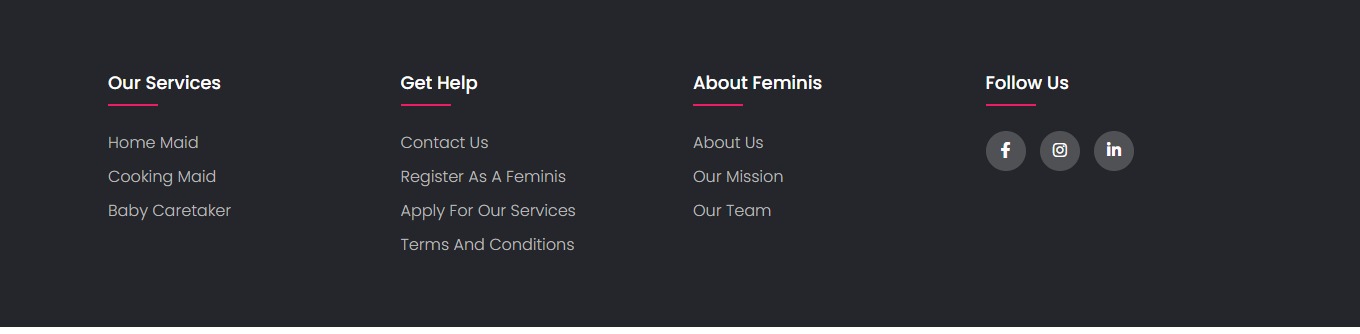 Our Services
Home Maid
Cooking Maid
Baby Caretaker
Get Help
Contact Us
Register As A Feminis
Apply For Our Services
Terms And Conditions
About Feminis
About Us
Our Mission
Our Team
Follow Us